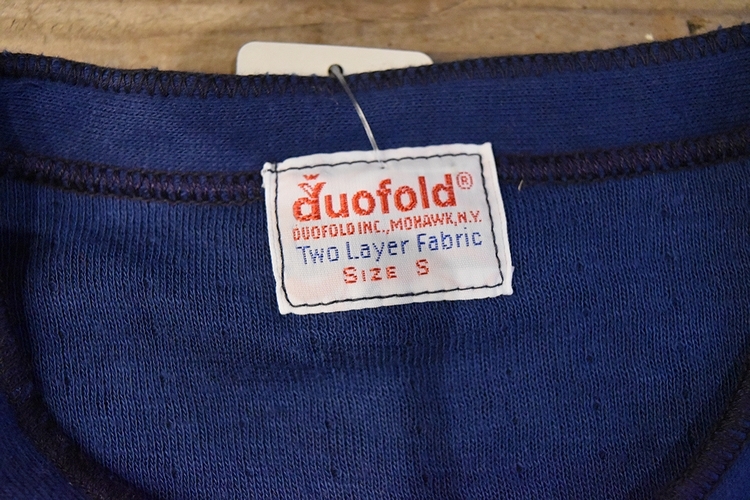 duofold®
DUOFOLD INC., MOHAWK, N.Y.
Two Layer Fabric
SIZE S